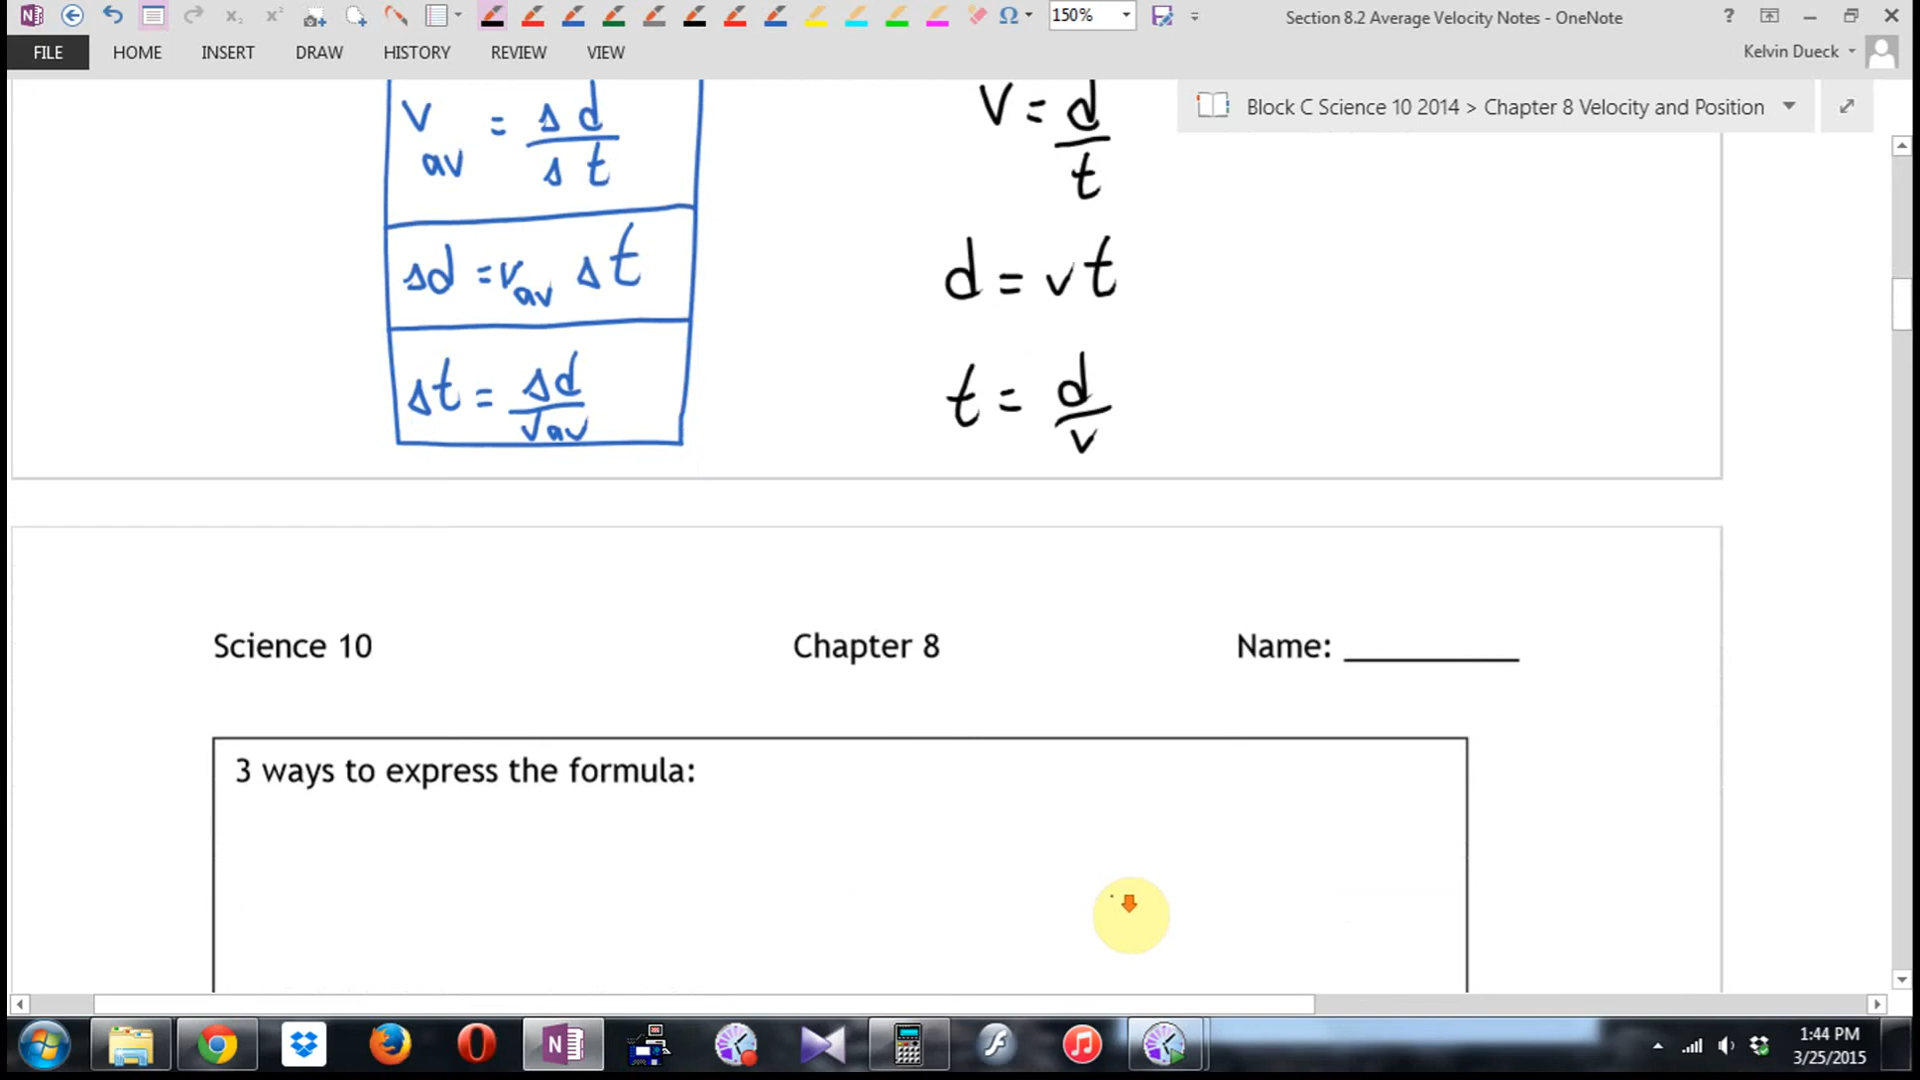 150%
Section 8.2 Average Velocity Notes - OneNote
?
FILE HOME INSERT DRAW HISTORY REVIEW VIEW
Kelvin Dueck
Block C Science 10 2014 > Chapter 8 Velocity and Position
V av = Δd / Δt
V = d / t
Δd = Vav Δt
d = vt
Δt = Δd / Vav
t = d / v
Science 10 Chapter 8 Name: __________
3 ways to express the formula:
1:44 PM
3/25/2015